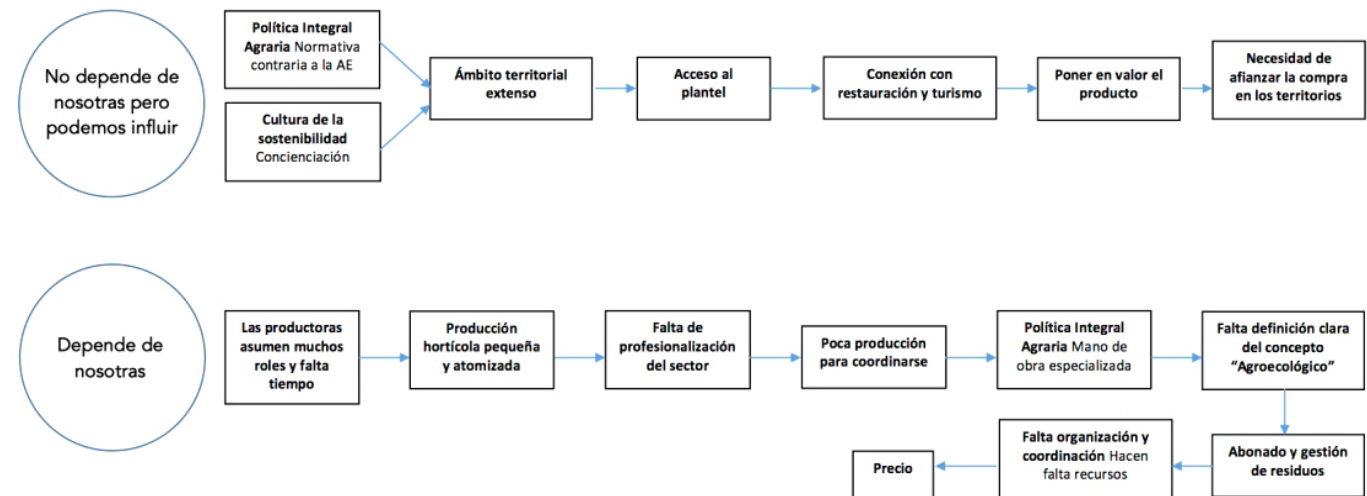 No depende de
nosotras pero
podemos influir
Política Integral
Agraria Normativa
contraria a la AE
Cultura de la
sostenibilidad
Concienciación
Ámbito territorial
extenso
Acceso al
plantel
Conexión con
restauración y turismo
Poner en valor el
producto
Necesidad de
afianzar la compra
en los territorios
Depende de
nosotras
Las productoras
asumen muchos
roles y falta
tiempo
Producción
hortícola pequeña
y atomizada
Falta de
profesionalización
del sector
Poca producción
para coordinarse
Política Integral
Agraria Mano de
obra especializada
Falta definición clara
del concepto
“Agroecológico”
Abonado y gestión
de residuos
Falta organización y
coordinación Hacen
falta recursos
Precio